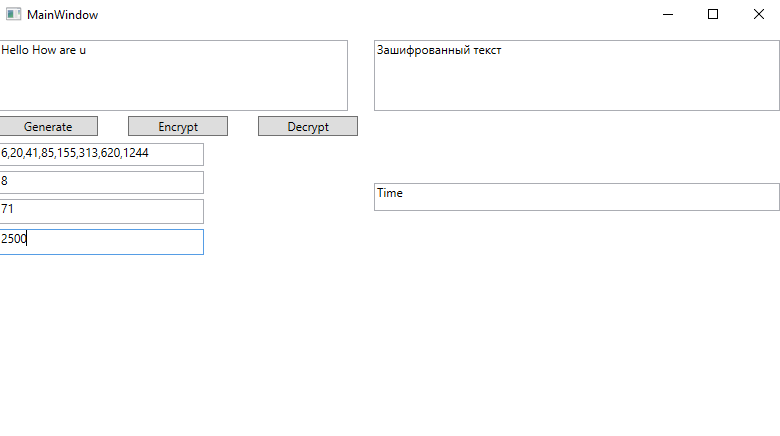 MainWindow
Hello How are u
Зашифрованный текст
Generate
Encrypt
Decrypt
6,20,41,85,155,313,620,1244
8
Time
71
2500